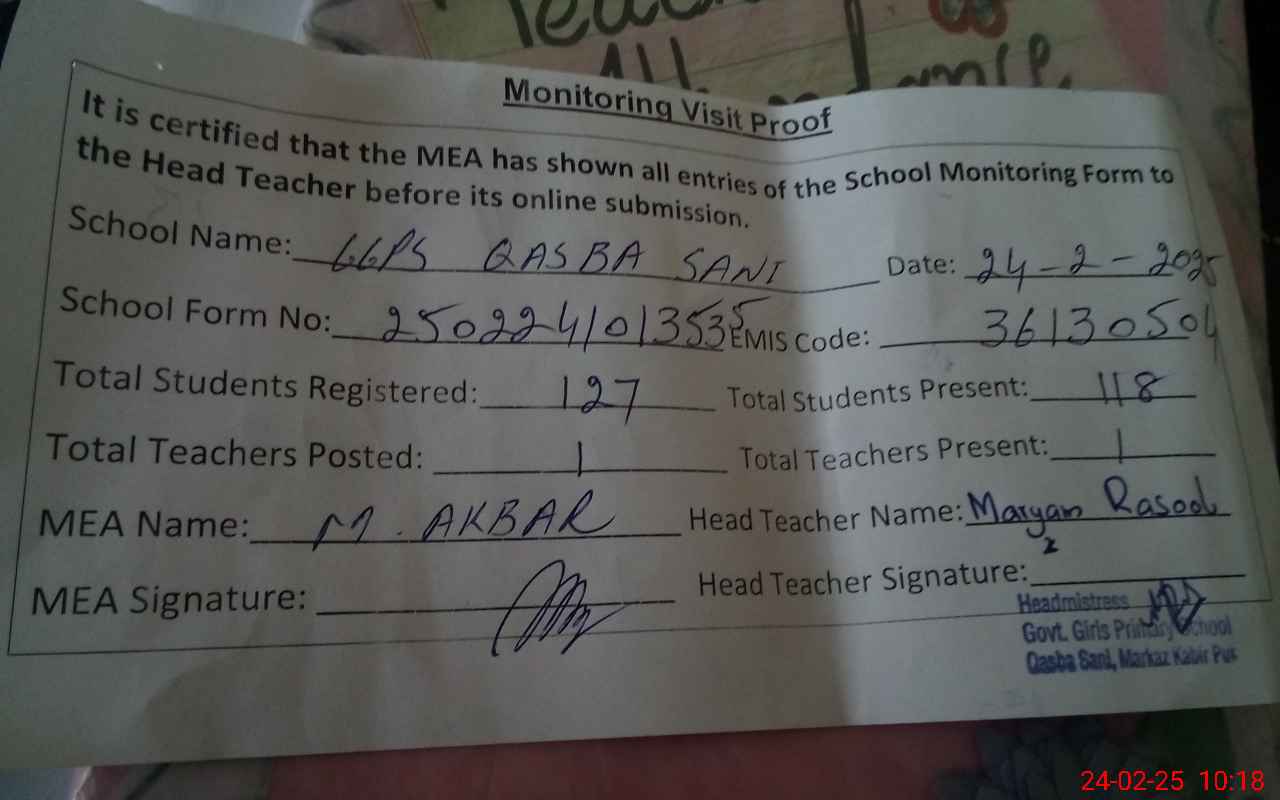 Teac
All
Monitoring Visit Proof
It is certified that the MEA has shown all entries of the School Monitoring Form to
the Head Teacher before its online submission.
School Name: GGPS QASBA SANI Date: 24-2-2025
School Form No: 2502241013535 EMIS Code: 36130504
Total Students Registered: 127 Total Students Present: 118
Total Teachers Posted: 1 Total Teachers Present: 1
MEA Name: M. AKBAR Head Teacher Name: Maryam Rasool
MEA Signature: Head Teacher Signature:
Headmistress
Govt. Girls Primary School
Qasba Sani, Markaz Kabir Pur
24-02-25 10:18